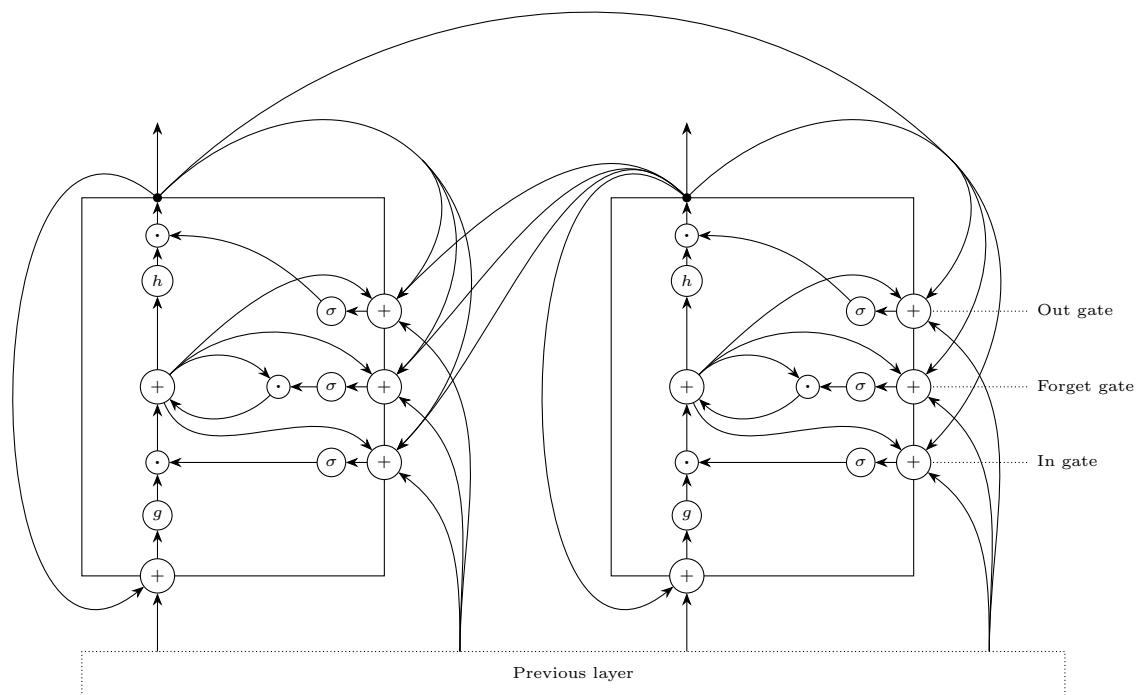 h
h
+ σ + + σ + Out gate
+ σ + + σ + Forget gate
σ + σ + In gate
g
g
+
+
Previous layer